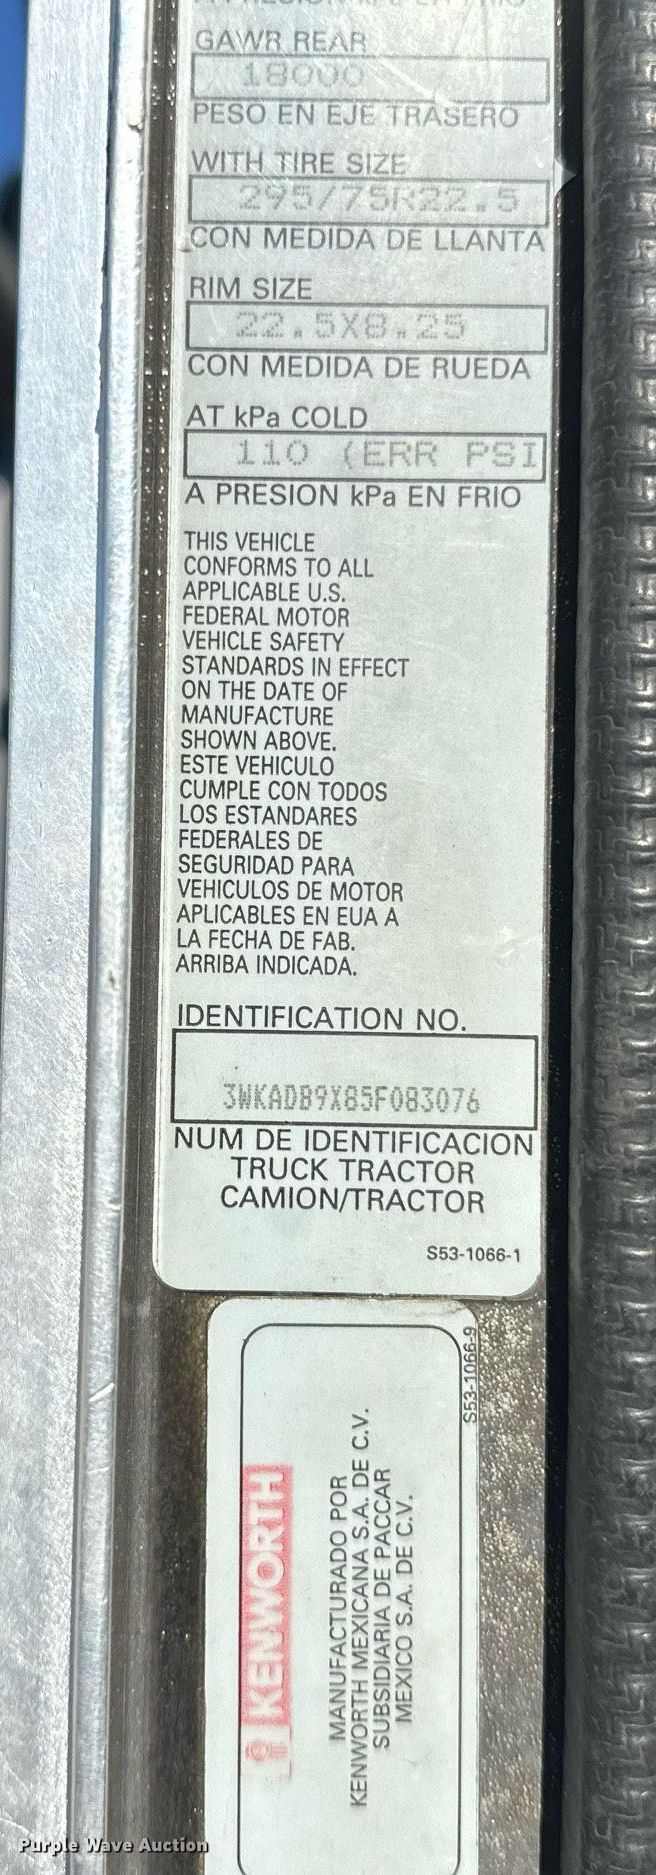 A PRESION kPa EN FRIO
GAWR REAR
18000
PESO EN EJE TRASERO
WITH TIRE SIZE
295/75R22.5
CON MEDIDA DE LLANTA
RIM SIZE
22.5X8.25
CON MEDIDA DE RUEDA
AT kPa COLD
110 (ERR PSI
A PRESION kPa EN FRIO
THIS VEHICLE
CONFORMS TO ALL
APPLICABLE U.S.
FEDERAL MOTOR
VEHICLE SAFETY
STANDARDS IN EFFECT
ON THE DATE OF
MANUFACTURE
SHOWN ABOVE.
ESTE VEHICULO
CUMPLE CON TODOS
LOS ESTANDARES
FEDERALES DE
SEGURIDAD PARA
VEHICULOS DE MOTOR
APLICABLES EN EUA A
LA FECHA DE FAB.
ARRIBA INDICADA.
IDENTIFICATION NO.
3WKADB9X85F083076
NUM DE IDENTIFICACION
TRUCK TRACTOR
CAMION/TRACTOR
S53-1066-1
S53-1066-9
KENWORTH
MANUFACTURADO POR
KENWORTH MEXICANA S.A. DE C.V.
SUBSIDIARIA DE PACCAR
MEXICO S.A. DE C.V.
Purple Wave Auction